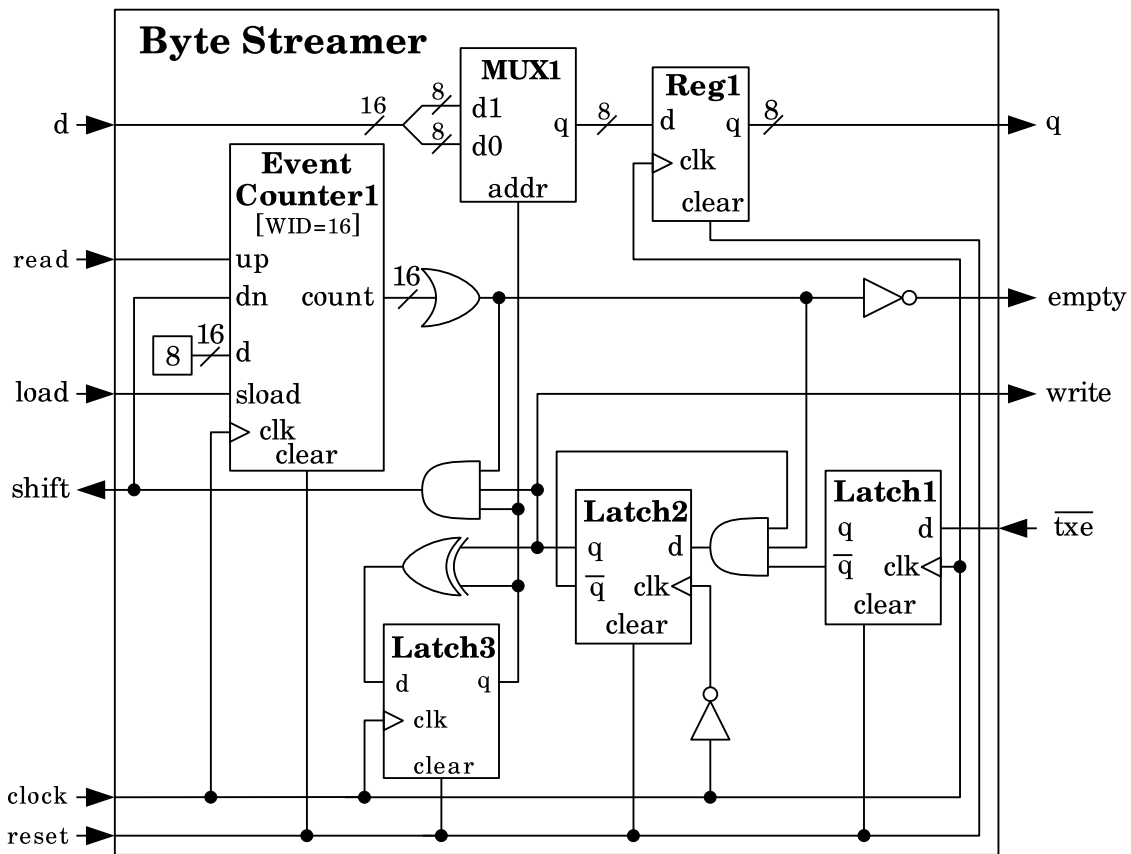 Byte Streamer
MUX1
Reg1
d
16
8
d1
8
d0
q
8
d
q
8
q
addr
clk
clear
Event
Counter1
[WID=16]
read
up
dn
count
16
empty
8
16
d
load
sload
write
clk
clear
shift
Latch1
q
d
txe
q
clk
clear
Latch2
q
d
q
clk
clear
Latch3
d
q
clk
clear
clock
reset